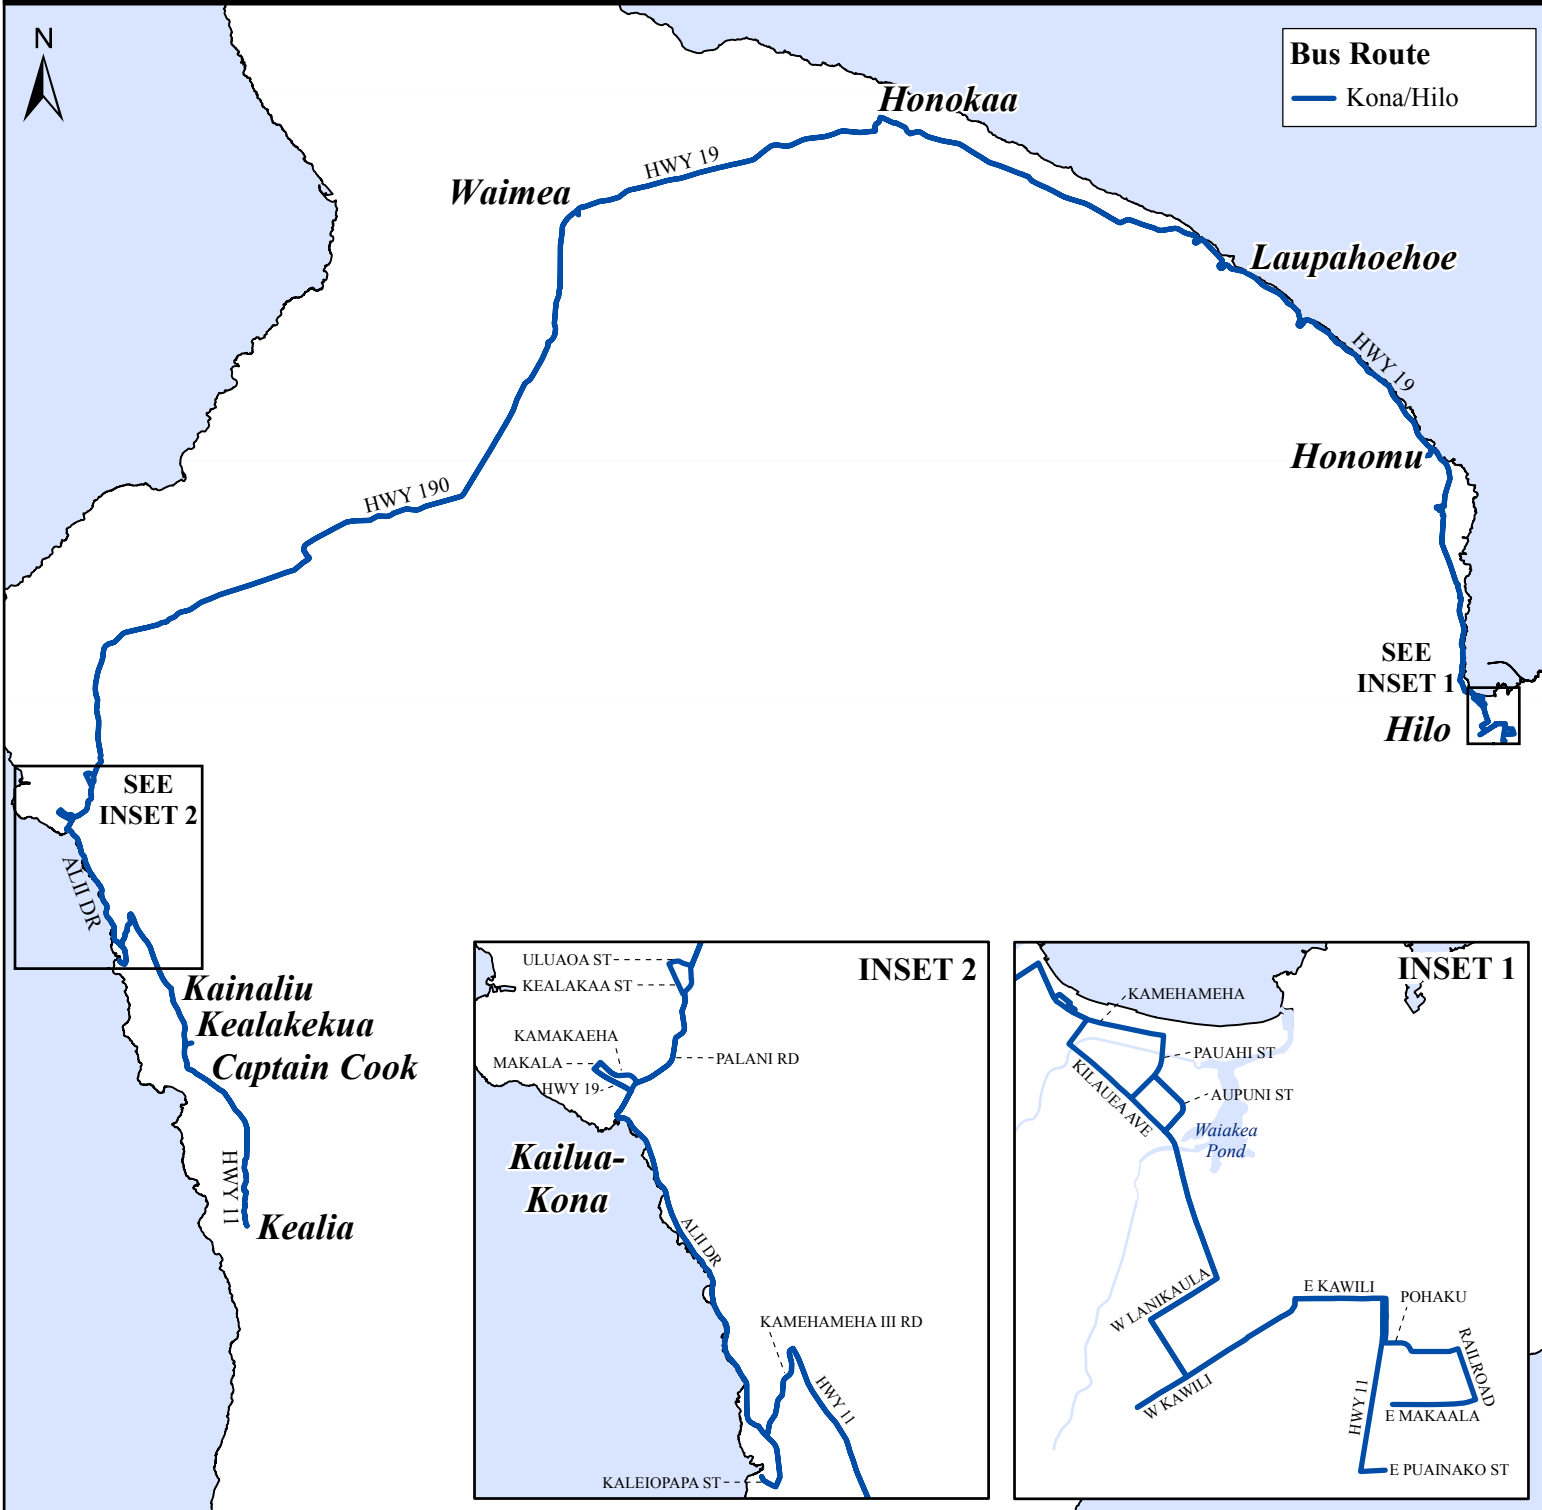 N
Bus Route
Kona/Hilo
Honokaa
HWY 19
Waimea
Laupahoehoe
HWY 19
Honomu
HWY 190
SEE
INSET 1
Hilo
SEE
INSET 2
ALII DR
Kainaliu
Kealakekua
Captain Cook
HWY 11
Kealia
INSET 2
ULUAOA ST
KEALAKAA ST
KAMAKAEHA
MAKALA
HWY 19
PALANI RD
Kailua-
Kona
ALII DR
KAMEHAMEHA III RD
HWY 11
KALEIOPAPA ST
INSET 1
KAMEHAMEHA
PAUAHI ST
KILAUEA AVE
AUPUNI ST
Waiakea
Pond
W LANIKAULA
E KAWILI
POHAKU
RAILROAD
W KAWILI
HWY 11
E MAKAALA
E PUAINAKO ST